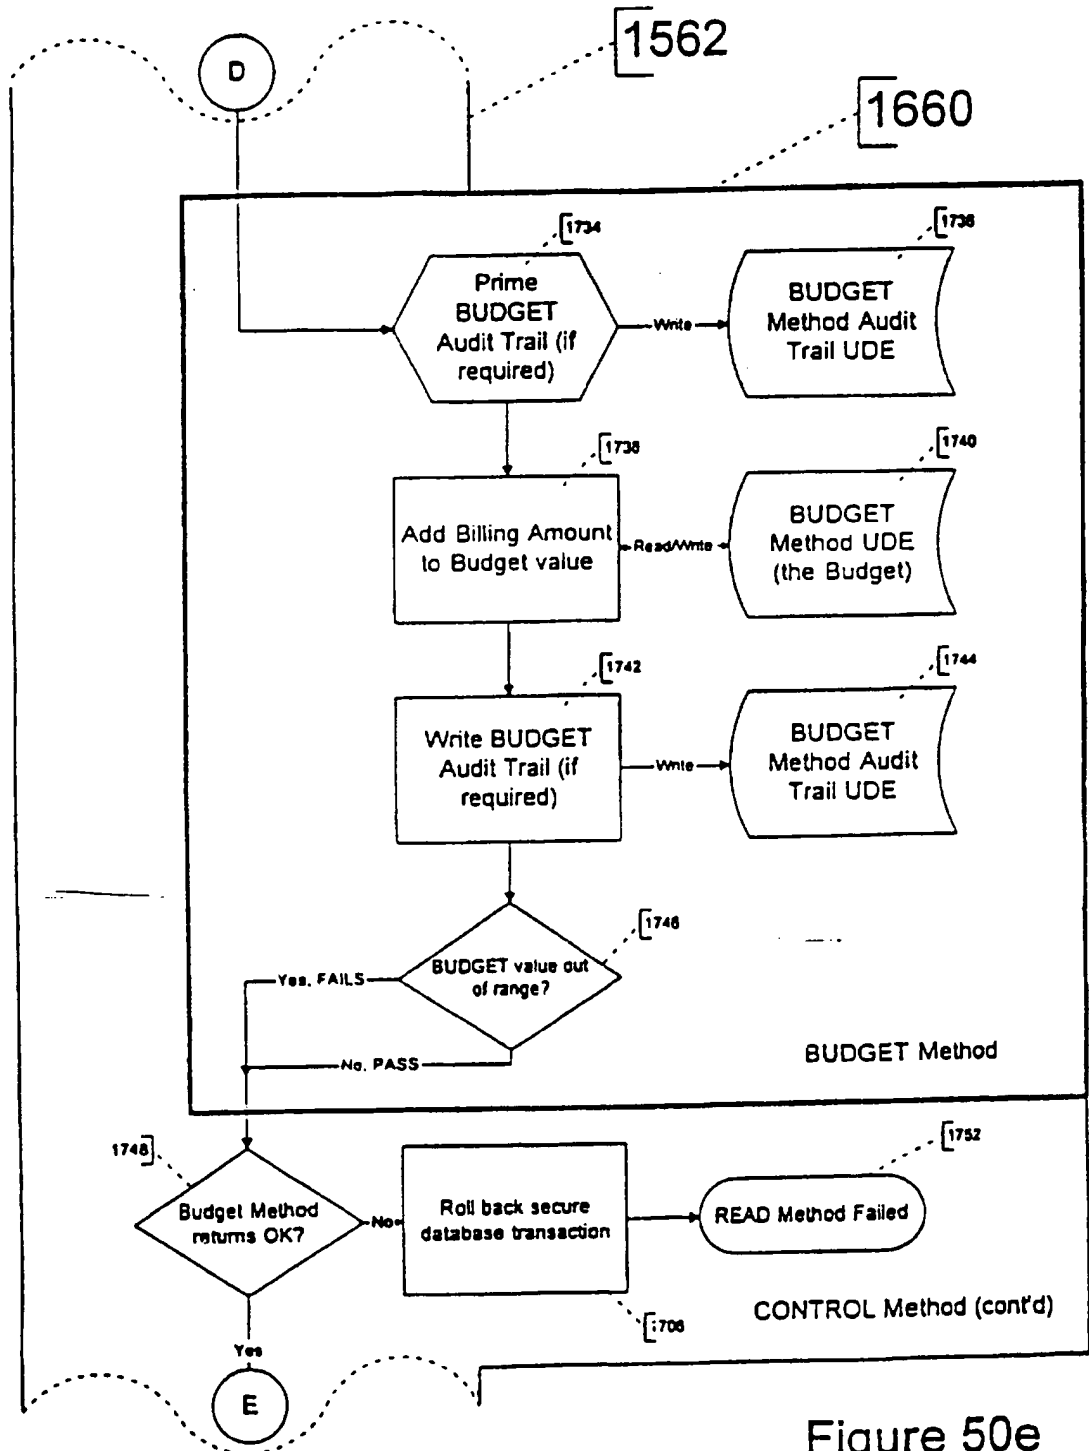 1562
D
1660
1734
1736
Prime
BUDGET
Audit Trail (if
required)
Write
BUDGET
Method Audit
Trail UDE
1738
1740
Add Billing Amount
to Budget value
Read/Write
BUDGET
Method UDE
(the Budget)
1742
1744
Write BUDGET
Audit Trail (if
required)
Write
BUDGET
Method Audit
Trail UDE
1746
BUDGET value out
of range?
Yes, FAILS
No, PASS
BUDGET Method
1748
1752
Budget Method
returns OK?
No
Roll back secure
database transaction
READ Method Failed
1706
CONTROL Method (cont'd)
Yes
E
Figure 50e